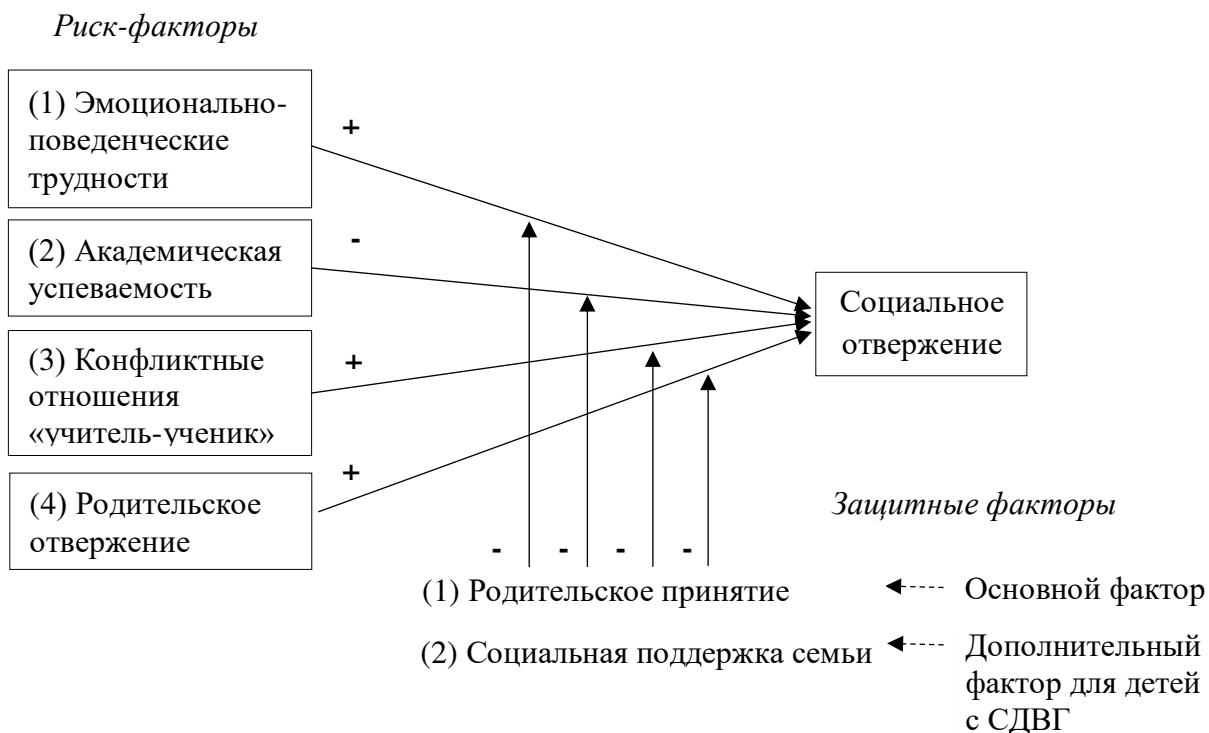 Риск-факторы
(1) Эмоционально-
поведенческие
трудности
+
(2) Академическая
успеваемость
-
(3) Конфликтные
отношения
«учитель-ученик»
+
(4) Родительское
отвержение
+
Социальное
отвержение
Защитные факторы
- - - -
(1) Родительское принятие
Основной фактор
(2) Социальная поддержка семьи
Дополнительный
фактор для детей
с СДВГ